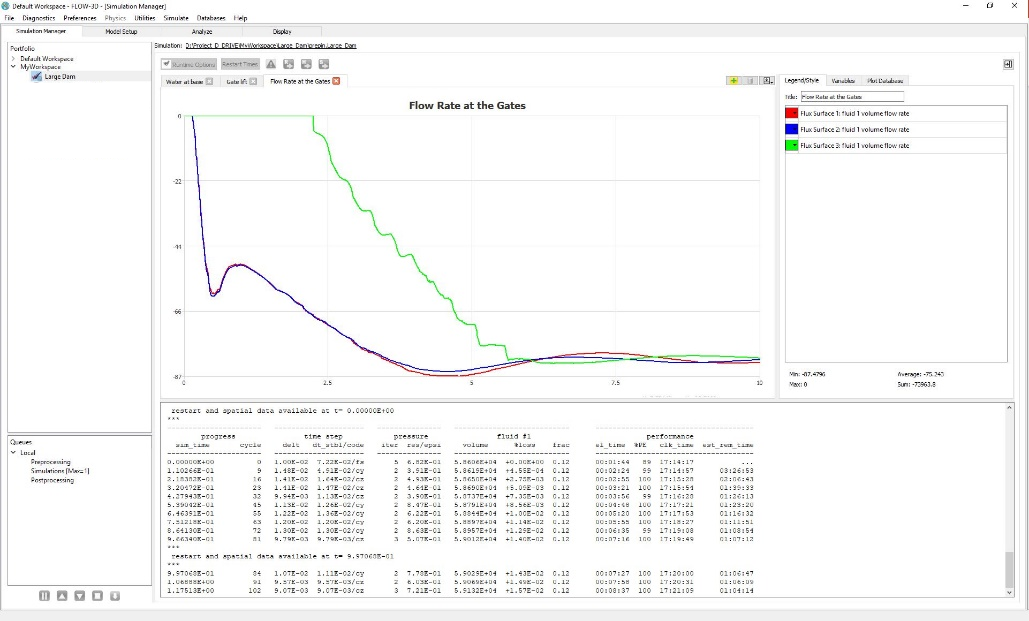 Default Workspace - FLOW-3D - [Simulation Manager]
File Diagnostics Preferences Physics Utilities Simulate Databases Help
Simulation Manager Model Setup Analyze Display
Portfolio
Default Workspace
MyWorkspace
Large Dam
Simulation: D:\Project_D_DRIVE\MyWorkspace\Large_Dam\prepin.Large_Dam
Runtime Options Restart Times
Water at base Gate lift Flow Rate at the Gates
Flow Rate at the Gates
0
-22
-44
-66
-87
0 2.5 5 7.5 10
Legend/Style Variables Plot Database
Title: Flow Rate at the Gates
Flux Surface 1: fluid 1 volume flow rate
Flux Surface 2: fluid 1 volume flow rate
Flux Surface 3: fluid 1 volume flow rate
Min: -87.4796 Average: -75.243
Max: 0 Sum: -73963.8
Queues
Local
Preprocessing
Simulations [Max=1]
Postprocessing
restart and spatial data available at t= 0.00000E+00
***
progress time step pressure fluid #1 performance
sim_time cycle delt dt_stbl/code iter res/epsi volume %loss frac el_time %PE clk_time est_rem_time
0.00000E+00 0 1.00E-02 7.22E-02/fs 5 6.82E-01 5.8606E+04 +0.00E+00 0.12 00:01:44 89 17:14:17 ...
1.10266E-01 9 1.48E-02 4.91E-02/cy 2 3.91E-01 5.8619E+04 +4.55E-04 0.12 00:02:24 99 17:14:57 03:26:53
2.18382E-01 16 1.41E-02 1.64E-02/cz 2 4.93E-01 5.8650E+04 +2.75E-03 0.12 00:02:55 100 17:15:28 02:06:43
3.20472E-01 23 1.41E-02 1.47E-02/cz 2 4.64E-01 5.8690E+04 +5.09E-03 0.12 00:03:21 100 17:15:54 01:39:33
4.27943E-01 32 9.94E-03 1.13E-02/cz 2 3.90E-01 5.8737E+04 +7.35E-03 0.12 00:03:56 99 17:16:28 01:26:13
5.39042E-01 45 1.13E-02 1.26E-02/cy 2 8.47E-01 5.8791E+04 +8.56E-03 0.12 00:04:48 100 17:17:21 01:23:20
6.46391E-01 55 1.22E-02 1.36E-02/cy 2 6.22E-01 5.8844E+04 +1.00E-02 0.12 00:05:20 100 17:17:53 01:16:32
7.51218E-01 63 1.20E-02 1.20E-02/cy 2 6.20E-01 5.8897E+04 +1.14E-02 0.12 00:05:55 100 17:18:27 01:11:51
8.64130E-01 72 1.30E-02 1.30E-02/cy 2 8.63E-01 5.8957E+04 +1.29E-02 0.12 00:06:35 99 17:19:08 01:08:54
9.66340E-01 81 9.79E-03 9.79E-03/cz 3 5.07E-01 5.9012E+04 +1.40E-02 0.12 00:07:16 100 17:19:49 01:07:12
***
restart and spatial data available at t= 9.97068E-01
***
9.97068E-01 84 1.07E-02 1.11E-02/cy 2 7.78E-01 5.9029E+04 +1.43E-02 0.12 00:07:27 100 17:20:00 01:06:47
1.06888E+00 91 9.57E-03 9.57E-03/cz 2 6.03E-01 5.9069E+04 +1.49E-02 0.12 00:07:58 100 17:20:31 01:06:09
1.17513E+00 102 9.07E-03 9.07E-03/cz 3 7.21E-01 5.9132E+04 +1.57E-02 0.12 00:08:37 100 17:21:09 01:04:14